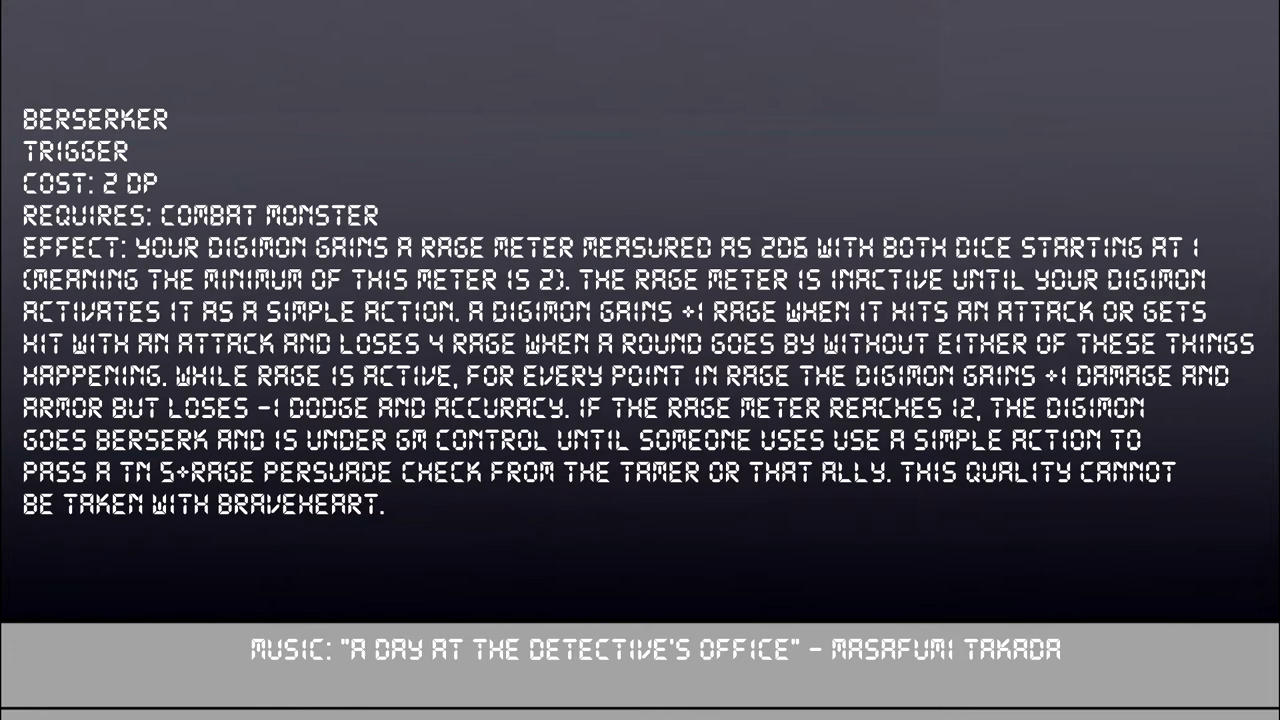 BERSERKER
TRIGGER
COST: 2 DP
REQUIRES: COMBAT MONSTER
EFFECT: YOUR DIGIMON GAINS A RAGE METER MEASURED AS 2D6 WITH BOTH DICE STARTING AT 1
(MEANING THE MINIMUM OF THIS METER IS 2). THE RAGE METER IS INACTIVE UNTIL YOUR DIGIMON
ACTIVATES IT AS A SIMPLE ACTION. A DIGIMON GAINS +1 RAGE WHEN IT HITS AN ATTACK OR GETS
HIT WITH AN ATTACK AND LOSES 4 RAGE WHEN A ROUND GOES BY WITHOUT EITHER OF THESE THINGS
HAPPENING. WHILE RAGE IS ACTIVE, FOR EVERY POINT IN RAGE THE DIGIMON GAINS +1 DAMAGE AND
ARMOR BUT LOSES -1 DODGE AND ACCURACY. IF THE RAGE METER REACHES 12, THE DIGIMON
GOES BERSERK AND IS UNDER GM CONTROL UNTIL SOMEONE USES USE A SIMPLE ACTION TO
PASS A TN 5+RAGE PERSUADE CHECK FROM THE TAMER OR THAT ALLY. THIS QUALITY CANNOT
BE TAKEN WITH BRAVEHEART.
MUSIC: "A DAY AT THE DETECTIVE'S OFFICE" - MASAFUMI TAKADA